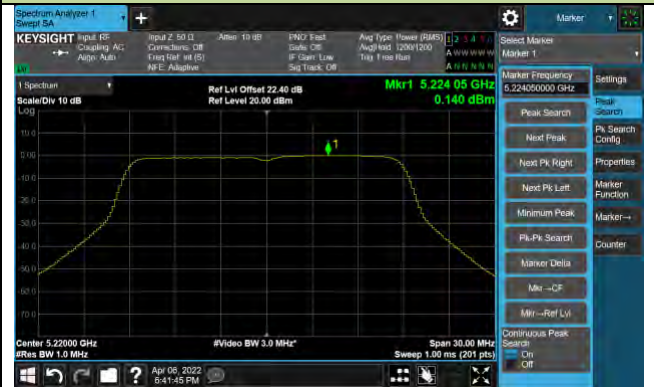 Spectrum Analyzer 1
Swept SA
+
Marker
KEYSIGHT
Input: RF
Coupling: AC
Align: Auto
Input Z: 50 Ω
Corrections: Off
Freq Ref: Int (S)
NFE: Adaptive
Atten: 10 dB
PNO: Fast
Gate: Off
IF Gain: Low
Sig Track: Off
Avg Type: Power (RMS)
Avg|Hold: 1200/1200
Trig: Free Run
1 2 3 4 5 6
A W W W W W
A N N N N N
Select Marker
Marker 1
1 Spectrum
Scale/Div 10 dB
Log
Ref Lvl Offset 22.40 dB
Ref Level 20.00 dBm
Mkr1 5.224 05 GHz
0.140 dBm
10.0
0.00
-10.0
-20.0
-30.0
-40.0
-50.0
-60.0
-70.0
1
Center 5.22000 GHz
#Res BW 1.0 MHz
#Video BW 3.0 MHz*
Span 30.00 MHz
Sweep 1.00 ms (201 pts)
Marker Frequency
5.224050000 GHz
Peak Search
Next Peak
Next Pk Right
Next Pk Left
Minimum Peak
Pk-Pk Search
Marker Delta
Mkr→CF
Mkr→Ref Lvl
Continuous Peak
Search
On
Off
Settings
Peak
Search
Pk Search
Config
Properties
Marker
Function
Marker→
Counter
?
Apr 06, 2022
6:41:45 PM